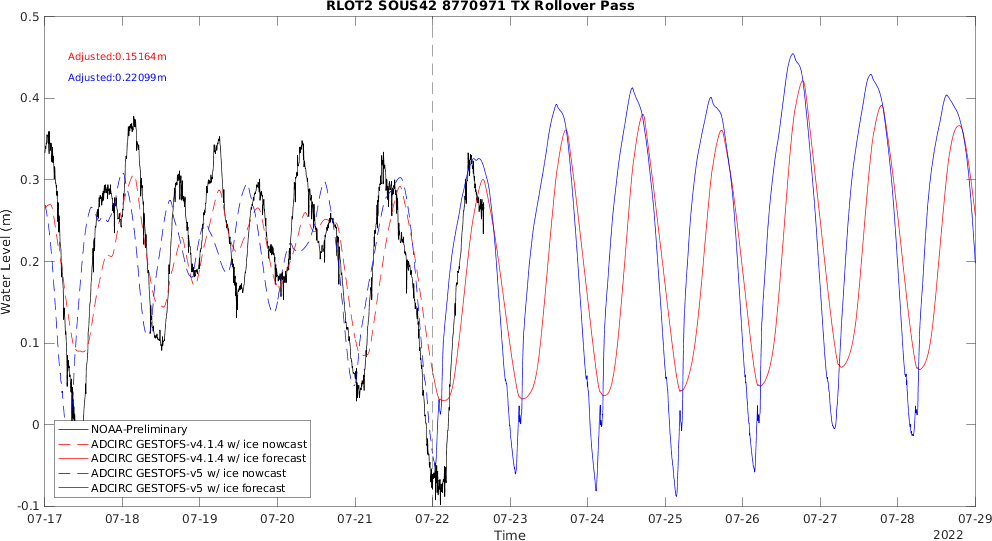 RLOT2 SOUS42 8770971 TX Rollover Pass
Adjusted:0.15164m
Adjusted:0.22099m
Water Level (m)
0.5
0.4
0.3
0.2
0.1
0
-0.1
NOAA-Preliminary
ADCIRC GESTOFS-v4.1.4 w/ ice nowcast
ADCIRC GESTOFS-v4.1.4 w/ ice forecast
ADCIRC GESTOFS-v5 w/ ice nowcast
ADCIRC GESTOFS-v5 w/ ice forecast
07-17 07-18 07-19 07-20 07-21 07-22 07-23 07-24 07-25 07-26 07-27 07-28 07-29
Time
2022